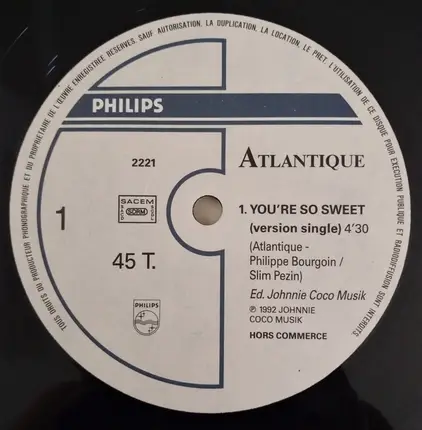 TOUS DROITS DU PRODUCTEUR PHONOGRAPHIQUE ET DU PROPRIETAIRE DE L'ŒUVRE ENREGISTREE RESERVES. SAUF AUTORISATION, LA DUPLICATION, LA LOCATION, LE PRET, L'UTILISATION DE CE DISQUE POUR EXECUTION PUBLIQUE ET RADIODIFFUSION SONT INTERDITS
PHILIPS
2221
ATLANTIQUE
SACEM
SDRM
1
45 T.
1. YOU'RE SO SWEET
(version single) 4'30
(Atlantique -
Philippe Bourgoin /
Slim Pezin)
Ed. Johnnie Coco Musik
℗ 1992 JOHNNIE
COCO MUSIK
HORS COMMERCE
PHILIPS